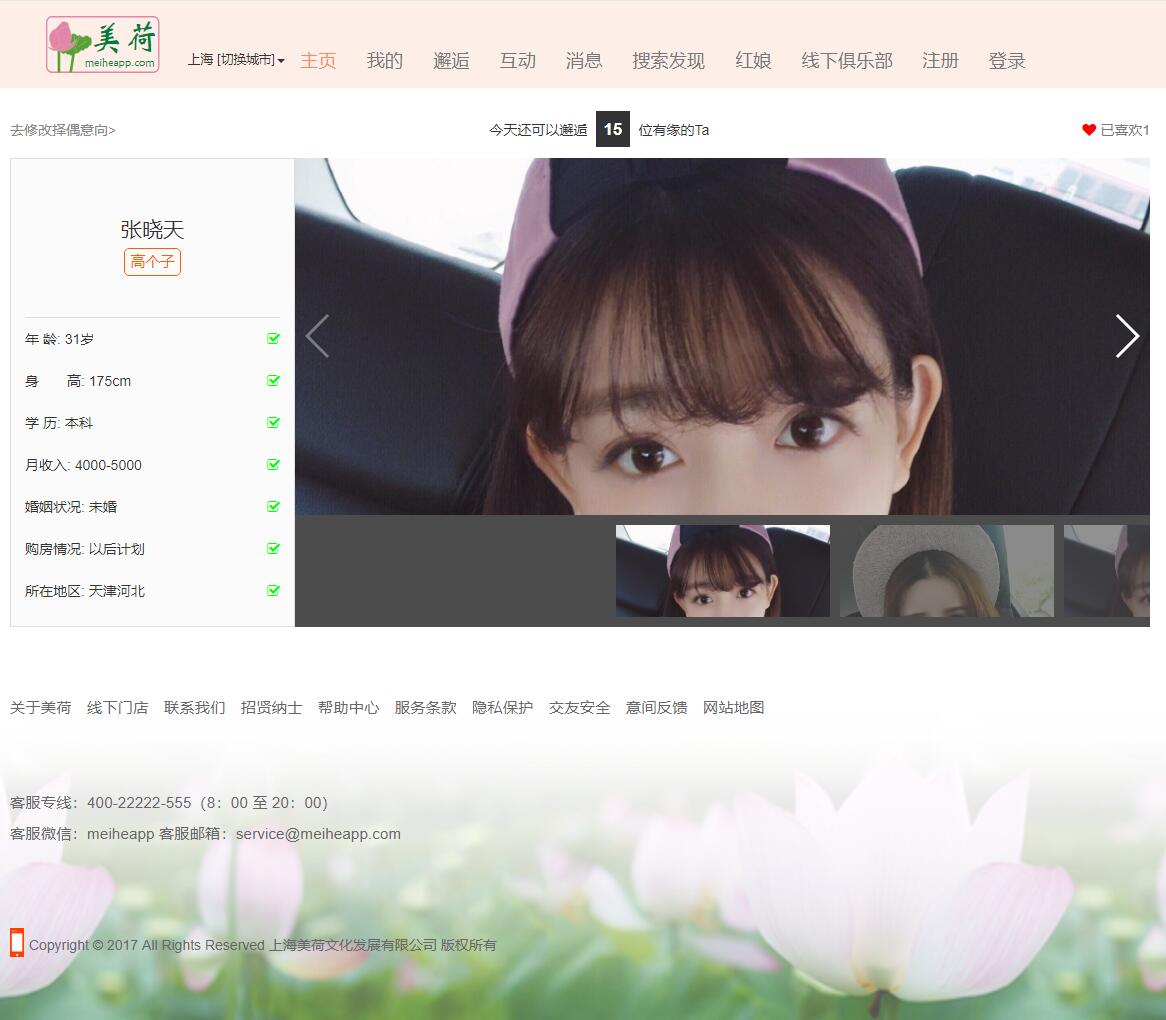 美荷
meiheapp.com
上海 [切换城市] 主页 我的 邂逅 互动 消息 搜索发现 红娘 线下俱乐部 注册 登录
去修改择偶意向> 今天还可以邂逅 15 位有缘的Ta 已喜欢1
张晓天
高个子
年 龄: 31岁
身 高: 175cm
学 历: 本科
月收入: 4000-5000
婚姻状况: 未婚
购房情况: 以后计划
所在地区: 天津河北
关于美荷 线下门店 联系我们 招贤纳士 帮助中心 服务条款 隐私保护 交友安全 意间反馈 网站地图
客服专线：400-22222-555（8：00 至 20：00）
客服微信：meiheapp 客服邮箱：service@meiheapp.com
Copyright © 2017 All Rights Reserved 上海美荷文化发展有限公司 版权所有